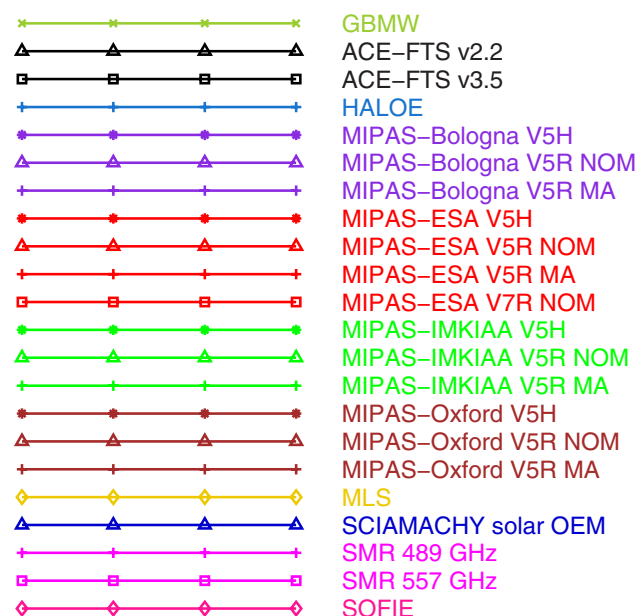 GBMW
ACE−FTS v2.2
ACE−FTS v3.5
HALOE
MIPAS−Bologna V5H
MIPAS−Bologna V5R NOM
MIPAS−Bologna V5R MA
MIPAS−ESA V5H
MIPAS−ESA V5R NOM
MIPAS−ESA V5R MA
MIPAS−ESA V7R NOM
MIPAS−IMKIAA V5H
MIPAS−IMKIAA V5R NOM
MIPAS−IMKIAA V5R MA
MIPAS−Oxford V5H
MIPAS−Oxford V5R NOM
MIPAS−Oxford V5R MA
MLS
SCIAMACHY solar OEM
SMR 489 GHz
SMR 557 GHz
SOFIE